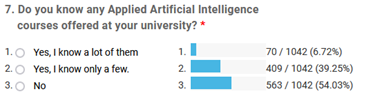 7. Do you know any Applied Artificial Intelligence
courses offered at your university? *
1. Yes, I know a lot of them 1. 70 / 1042 (6.72%)
2. Yes, I know only a few. 2. 409 / 1042 (39.25%)
3. No 3. 563 / 1042 (54.03%)